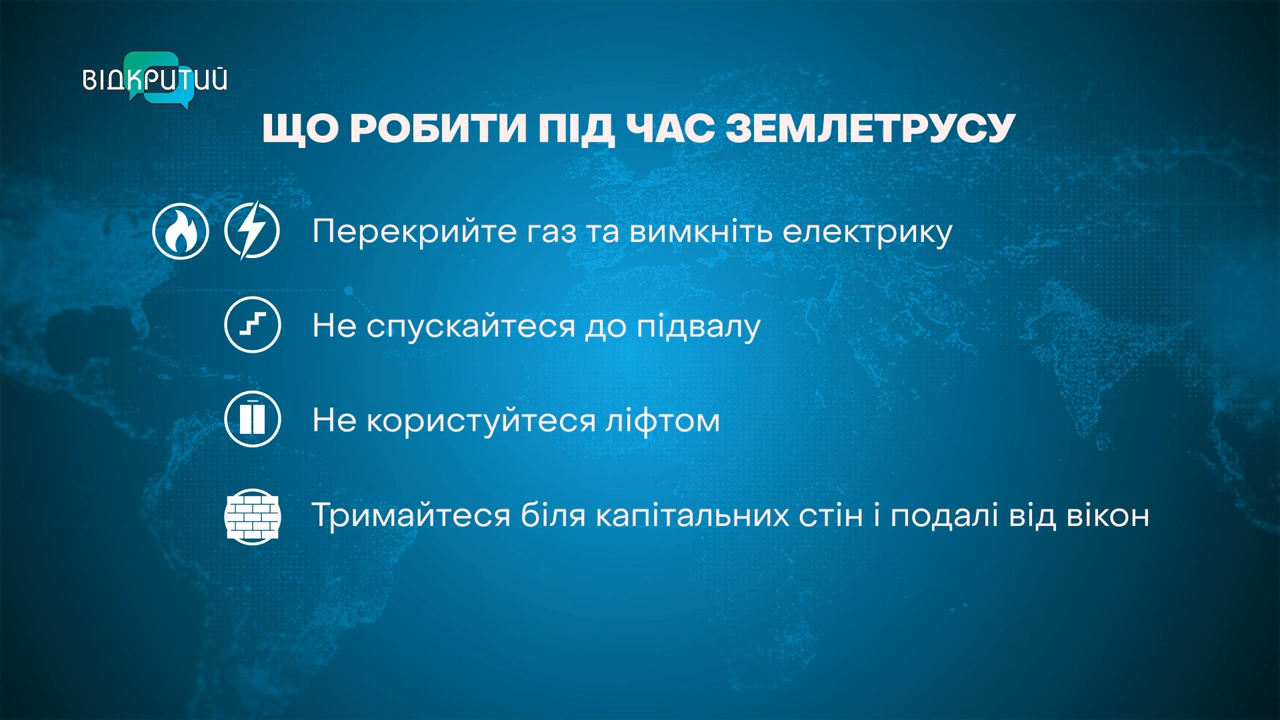 ВІДКРИТИЙ
ЩО РОБИТИ ПІД ЧАС ЗЕМЛЕТРУСУ
Перекрийте газ та вимкніть електрику
Не спускайтеся до підвалу
Не користуйтеся ліфтом
Тримайтеся біля капітальних стін і подалі від вікон